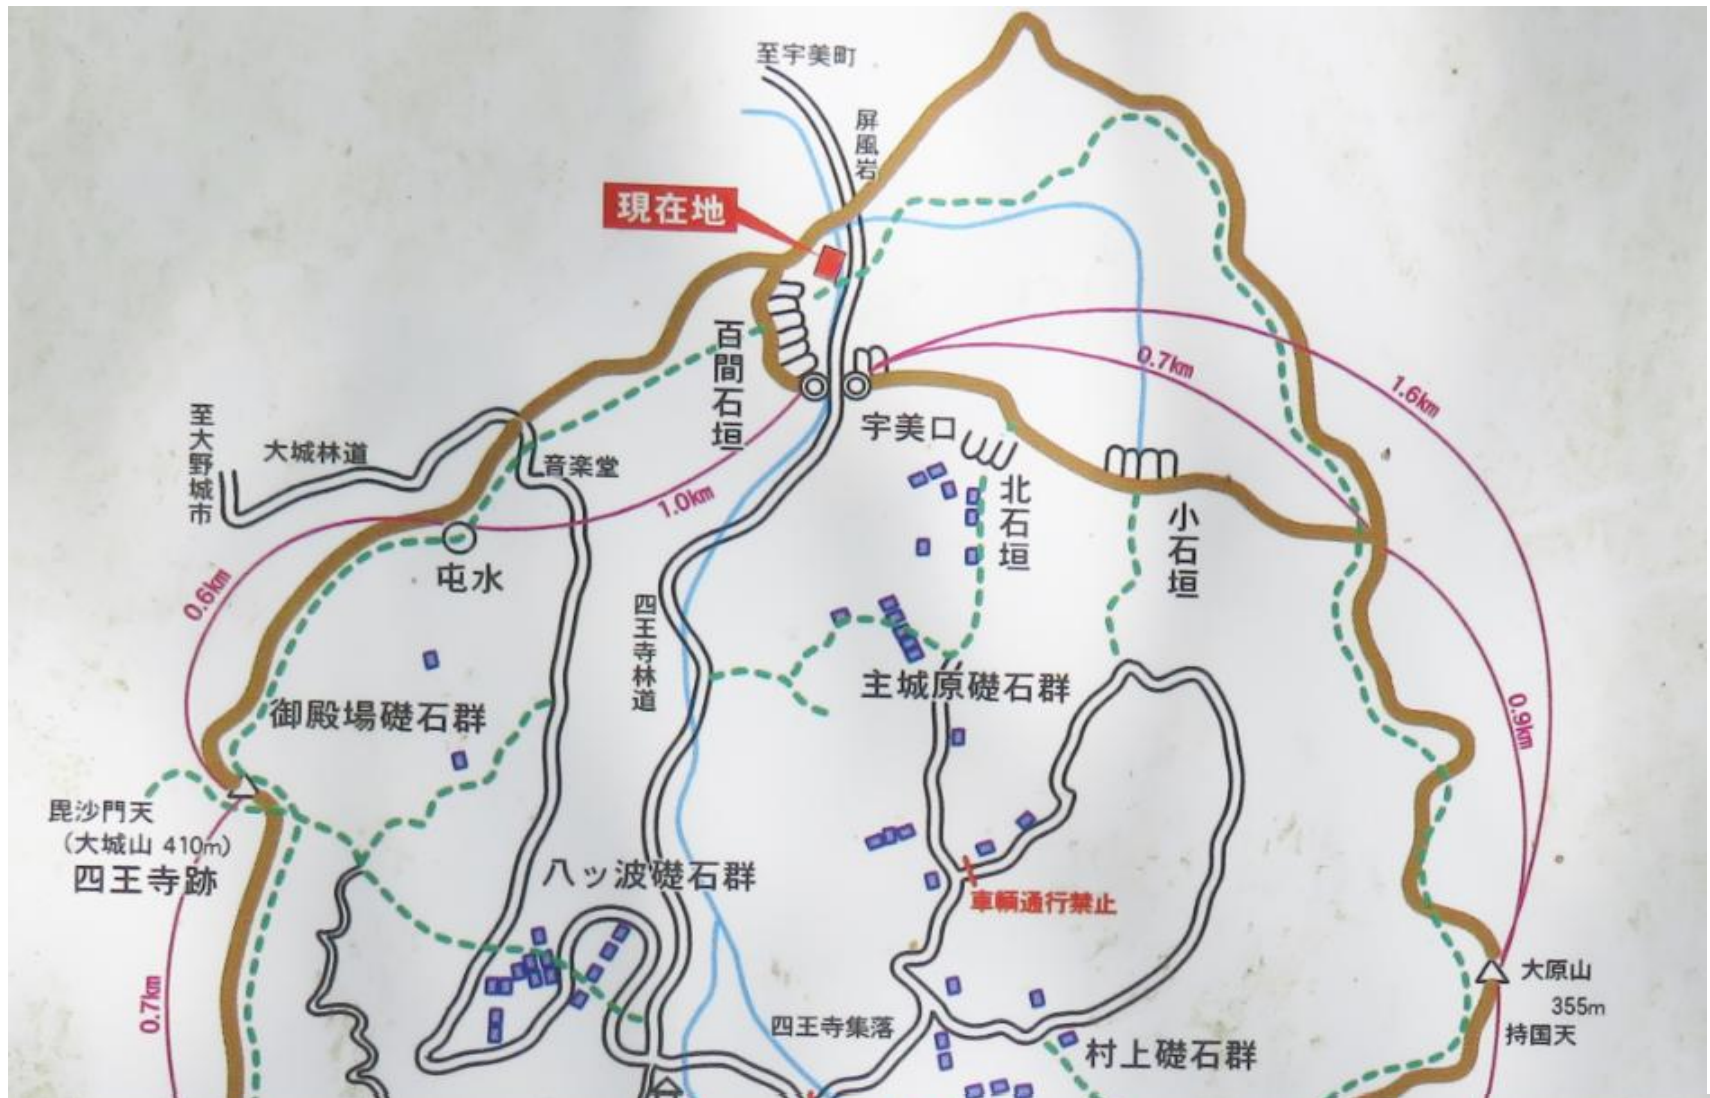 至宇美町
屏風岩
現在地
百間石垣
0.7km
1.6km
至大野城市
大城林道
音楽堂
宇美口
1.0km
北石垣
小石垣
屯水
0.6km
四王寺林道
主城原礎石群
御殿場礎石群
0.9km
毘沙門天
(大城山 410m)
四王寺跡
八ッ波礎石群
車輌通行禁止
0.7km
大原山
355m
持国天
四王寺集落
村上礎石群